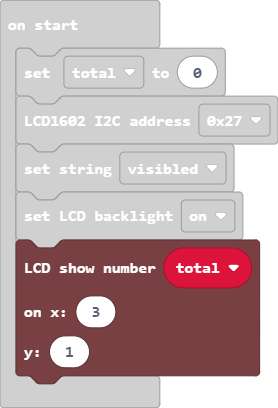 on start
set total to 0
LCD1602 I2C address 0x27
set string visibled
set LCD backlight on
LCD show number total
on x: 3
y: 1